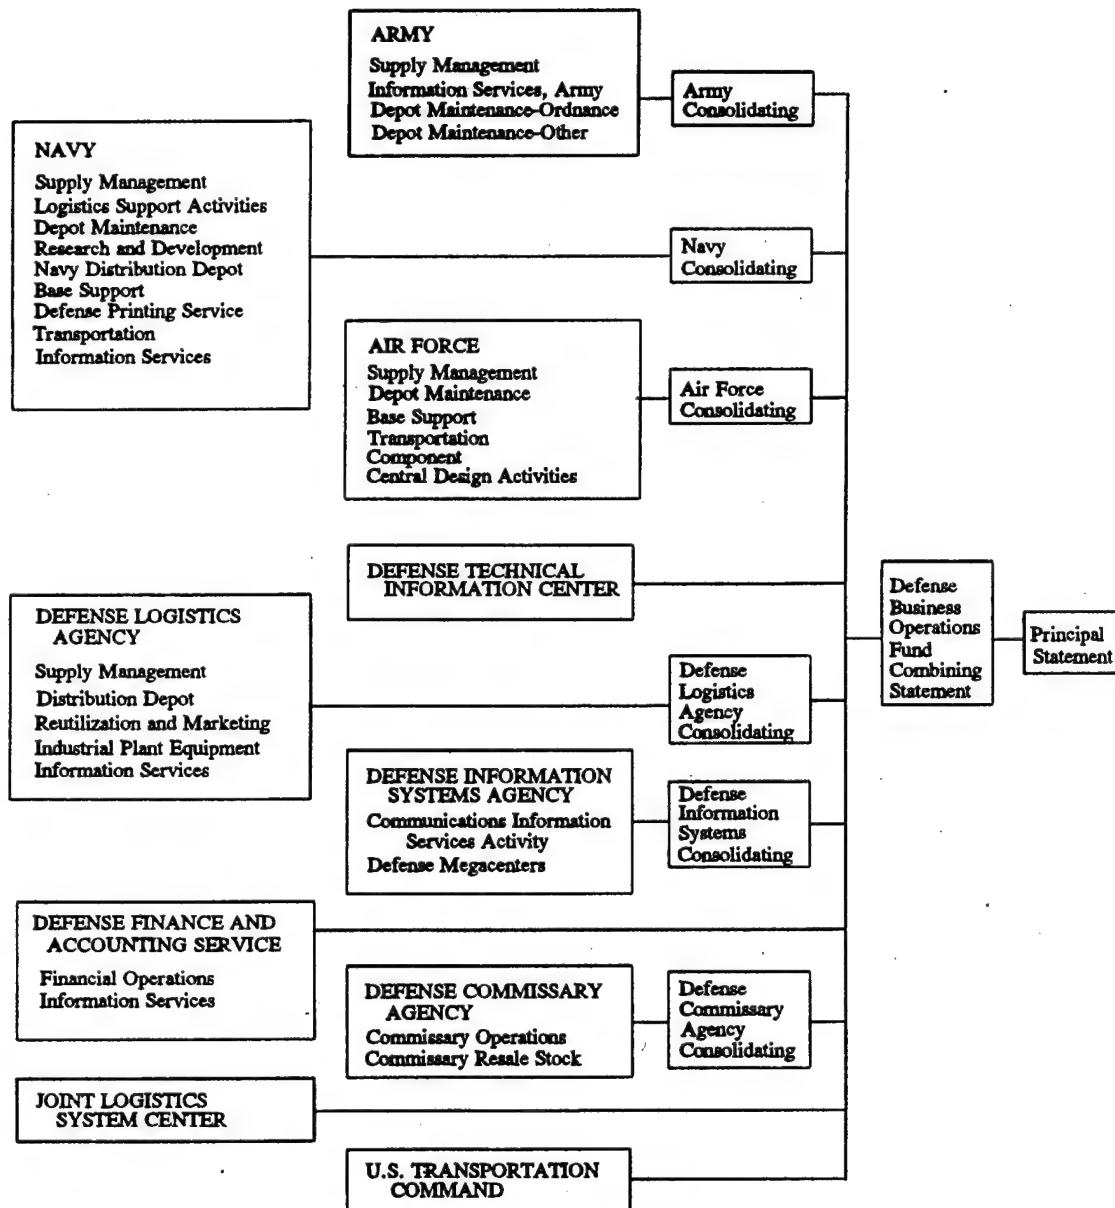 ARMY
Supply Management
Information Services, Army
Depot Maintenance-Ordnance
Depot Maintenance-Other
Army
Consolidating
NAVY
Supply Management
Logistics Support Activities
Depot Maintenance
Research and Development
Navy Distribution Depot
Base Support
Defense Printing Service
Transportation
Information Services
Navy
Consolidating
AIR FORCE
Supply Management
Depot Maintenance
Base Support
Transportation
Component
Central Design Activities
Air Force
Consolidating
DEFENSE TECHNICAL
INFORMATION CENTER
DEFENSE LOGISTICS
AGENCY
Supply Management
Distribution Depot
Reutilization and Marketing
Industrial Plant Equipment
Information Services
Defense
Logistics
Agency
Consolidating
Defense
Business
Operations
Fund
Combining
Statement
Principal
Statement
DEFENSE INFORMATION
SYSTEMS AGENCY
Communications Information
Services Activity
Defense Megacenters
Defense
Information
Systems
Consolidating
DEFENSE FINANCE AND
ACCOUNTING SERVICE
Financial Operations
Information Services
DEFENSE COMMISSARY
AGENCY
Commissary Operations
Commissary Resale Stock
Defense
Commissary
Agency
Consolidating
JOINT LOGISTICS
SYSTEM CENTER
U.S. TRANSPORTATION
COMMAND